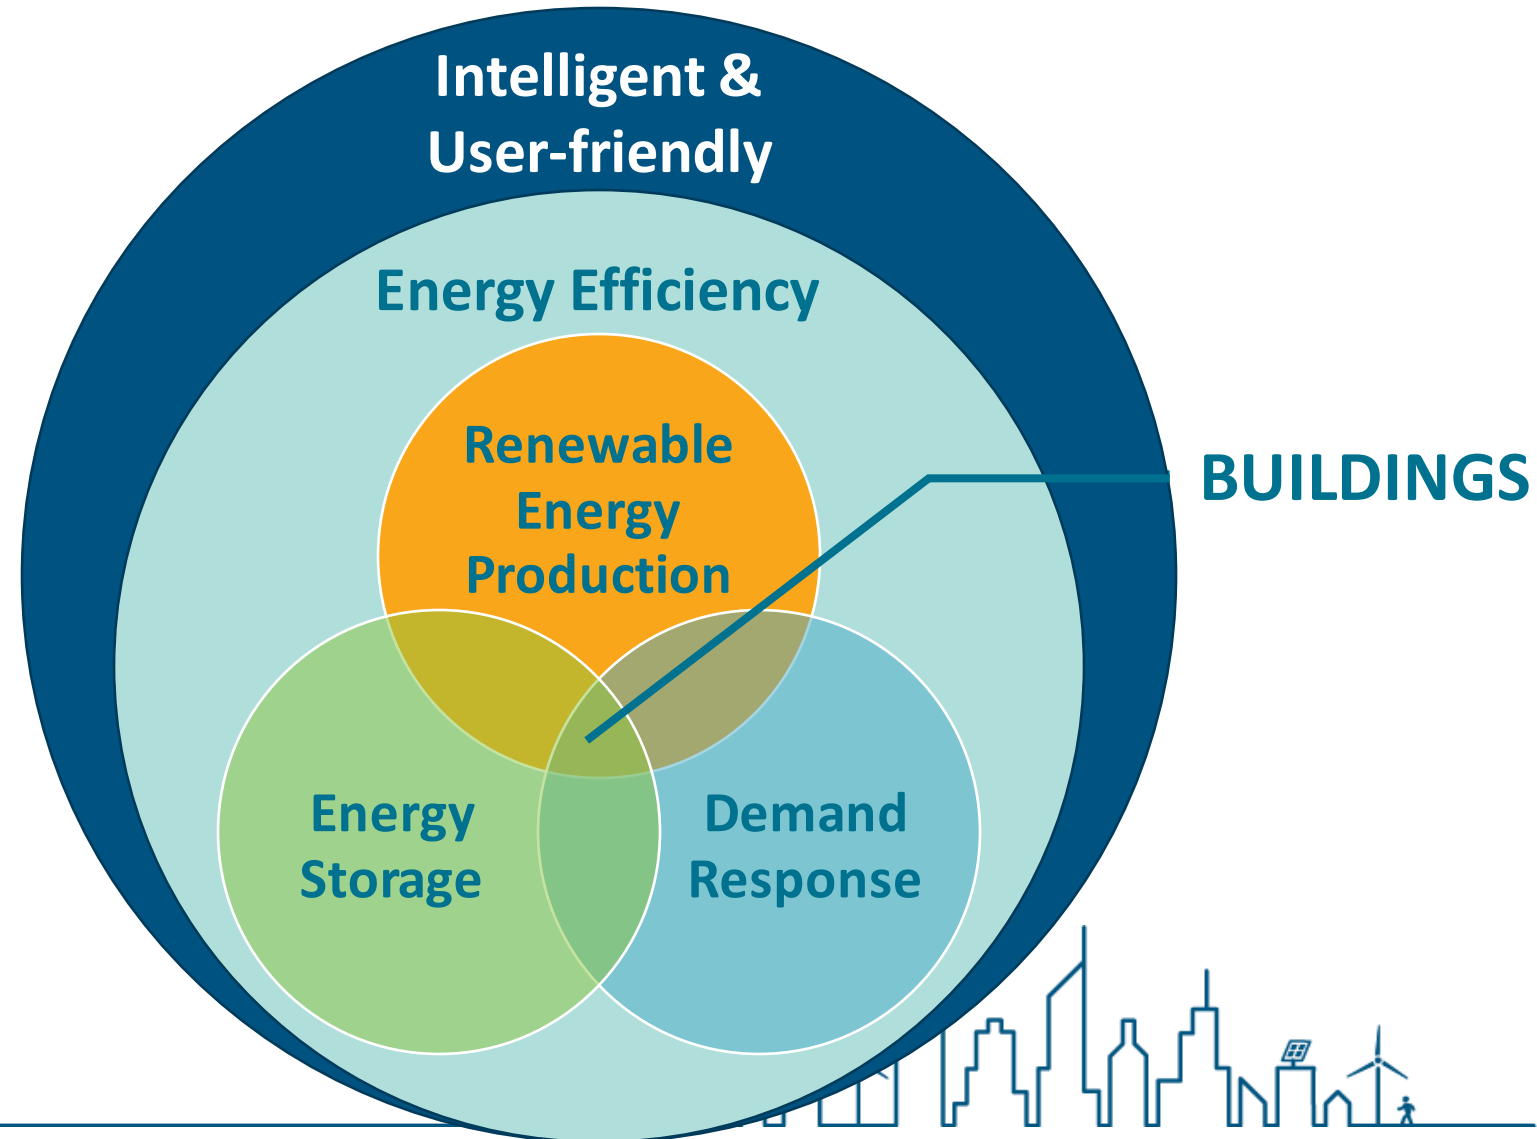 Intelligent &
User-friendly
Energy Efficiency
Renewable
Energy
Production
BUILDINGS
Energy
Storage
Demand
Response